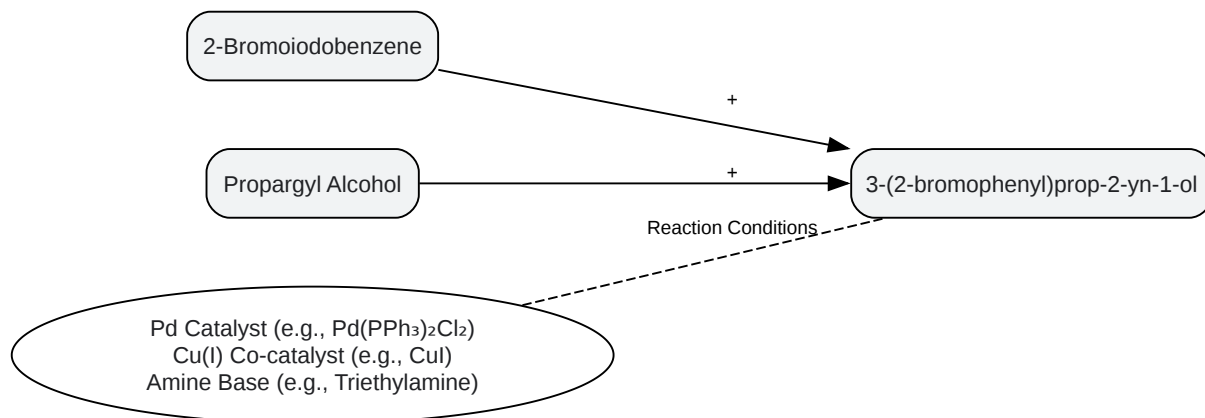 2-Bromoiodobenzene
+
Propargyl Alcohol
+
3-(2-bromophenyl)prop-2-yn-1-ol
Reaction Conditions
Pd Catalyst (e.g., Pd(PPh₃)₂Cl₂)
Cu(I) Co-catalyst (e.g., CuI)
Amine Base (e.g., Triethylamine)